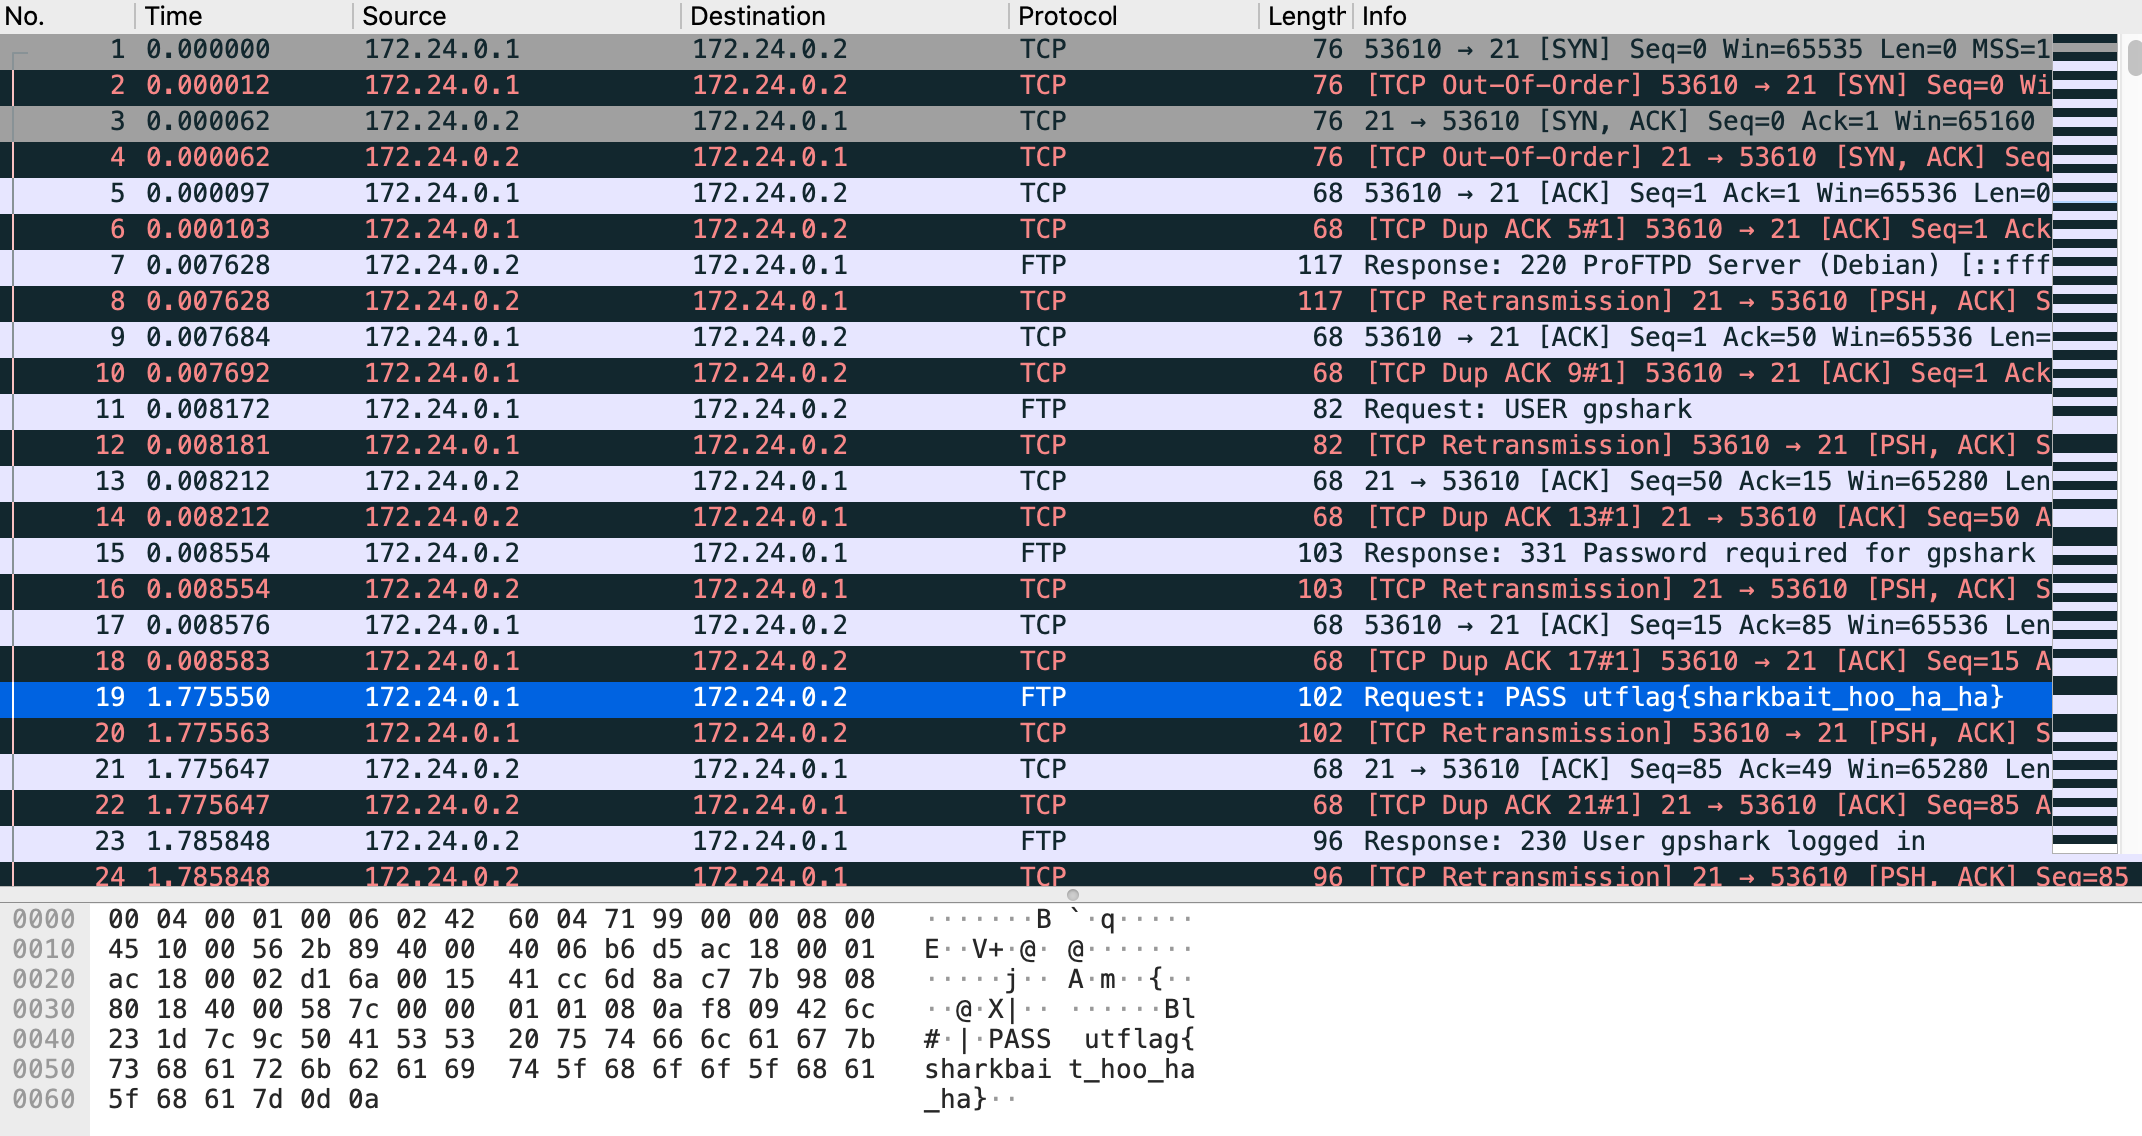 No. Time Source Destination Protocol Length Info
1 0.000000 172.24.0.1 172.24.0.2 TCP 76 53610 → 21 [SYN] Seq=0 Win=65535 Len=0 MSS=1
2 0.000012 172.24.0.1 172.24.0.2 TCP 76 [TCP Out-Of-Order] 53610 → 21 [SYN] Seq=0 Wi
3 0.000062 172.24.0.2 172.24.0.1 TCP 76 21 → 53610 [SYN, ACK] Seq=0 Ack=1 Win=65160
4 0.000062 172.24.0.2 172.24.0.1 TCP 76 [TCP Out-Of-Order] 21 → 53610 [SYN, ACK] Seq
5 0.000097 172.24.0.1 172.24.0.2 TCP 68 53610 → 21 [ACK] Seq=1 Ack=1 Win=65536 Len=0
6 0.000103 172.24.0.1 172.24.0.2 TCP 68 [TCP Dup ACK 5#1] 53610 → 21 [ACK] Seq=1 Ack
7 0.007628 172.24.0.2 172.24.0.1 FTP 117 Response: 220 ProFTPD Server (Debian) [::fff
8 0.007628 172.24.0.2 172.24.0.1 TCP 117 [TCP Retransmission] 21 → 53610 [PSH, ACK] S
9 0.007684 172.24.0.1 172.24.0.2 TCP 68 53610 → 21 [ACK] Seq=1 Ack=50 Win=65536 Len=
10 0.007692 172.24.0.1 172.24.0.2 TCP 68 [TCP Dup ACK 9#1] 53610 → 21 [ACK] Seq=1 Ack
11 0.008172 172.24.0.1 172.24.0.2 FTP 82 Request: USER gpshark
12 0.008181 172.24.0.1 172.24.0.2 TCP 82 [TCP Retransmission] 53610 → 21 [PSH, ACK] S
13 0.008212 172.24.0.2 172.24.0.1 TCP 68 21 → 53610 [ACK] Seq=50 Ack=15 Win=65280 Len
14 0.008212 172.24.0.2 172.24.0.1 TCP 68 [TCP Dup ACK 13#1] 21 → 53610 [ACK] Seq=50 A
15 0.008554 172.24.0.2 172.24.0.1 FTP 103 Response: 331 Password required for gpshark
16 0.008554 172.24.0.2 172.24.0.1 TCP 103 [TCP Retransmission] 21 → 53610 [PSH, ACK] S
17 0.008576 172.24.0.1 172.24.0.2 TCP 68 53610 → 21 [ACK] Seq=15 Ack=85 Win=65536 Len
18 0.008583 172.24.0.1 172.24.0.2 TCP 68 [TCP Dup ACK 17#1] 53610 → 21 [ACK] Seq=15 A
19 1.775550 172.24.0.1 172.24.0.2 FTP 102 Request: PASS utflag{sharkbait_hoo_ha_ha}
20 1.775563 172.24.0.1 172.24.0.2 TCP 102 [TCP Retransmission] 53610 → 21 [PSH, ACK] S
21 1.775647 172.24.0.2 172.24.0.1 TCP 68 21 → 53610 [ACK] Seq=85 Ack=49 Win=65280 Len
22 1.775647 172.24.0.2 172.24.0.1 TCP 68 [TCP Dup ACK 21#1] 21 → 53610 [ACK] Seq=85 A
23 1.785848 172.24.0.2 172.24.0.1 FTP 96 Response: 230 User gpshark logged in
24 1.785848 172.24.0.2 172.24.0.1 TCP 96 [TCP Retransmission] 21 → 53610 [PSH, ACK] Seq=85
0000 00 04 00 01 00 06 02 42 60 04 71 99 00 00 08 00 ·······B `·q·····
0010 45 10 00 56 2b 89 40 00 40 06 b6 d5 ac 18 00 01 E··V+·@· @·······
0020 ac 18 00 02 d1 6a 00 15 41 cc 6d 8a c7 7b 98 08 ·····j·· A·m··{··
0030 80 18 40 00 58 7c 00 00 01 01 08 0a f8 09 42 6c ··@·X|·· ······Bl
0040 23 1d 7c 9c 50 41 53 53 20 75 74 66 6c 61 67 7b #·|·PASS utflag{
0050 73 68 61 72 6b 62 61 69 74 5f 68 6f 6f 5f 68 61 sharkbai t_hoo_ha
0060 5f 68 61 7d 0d 0a _ha}··